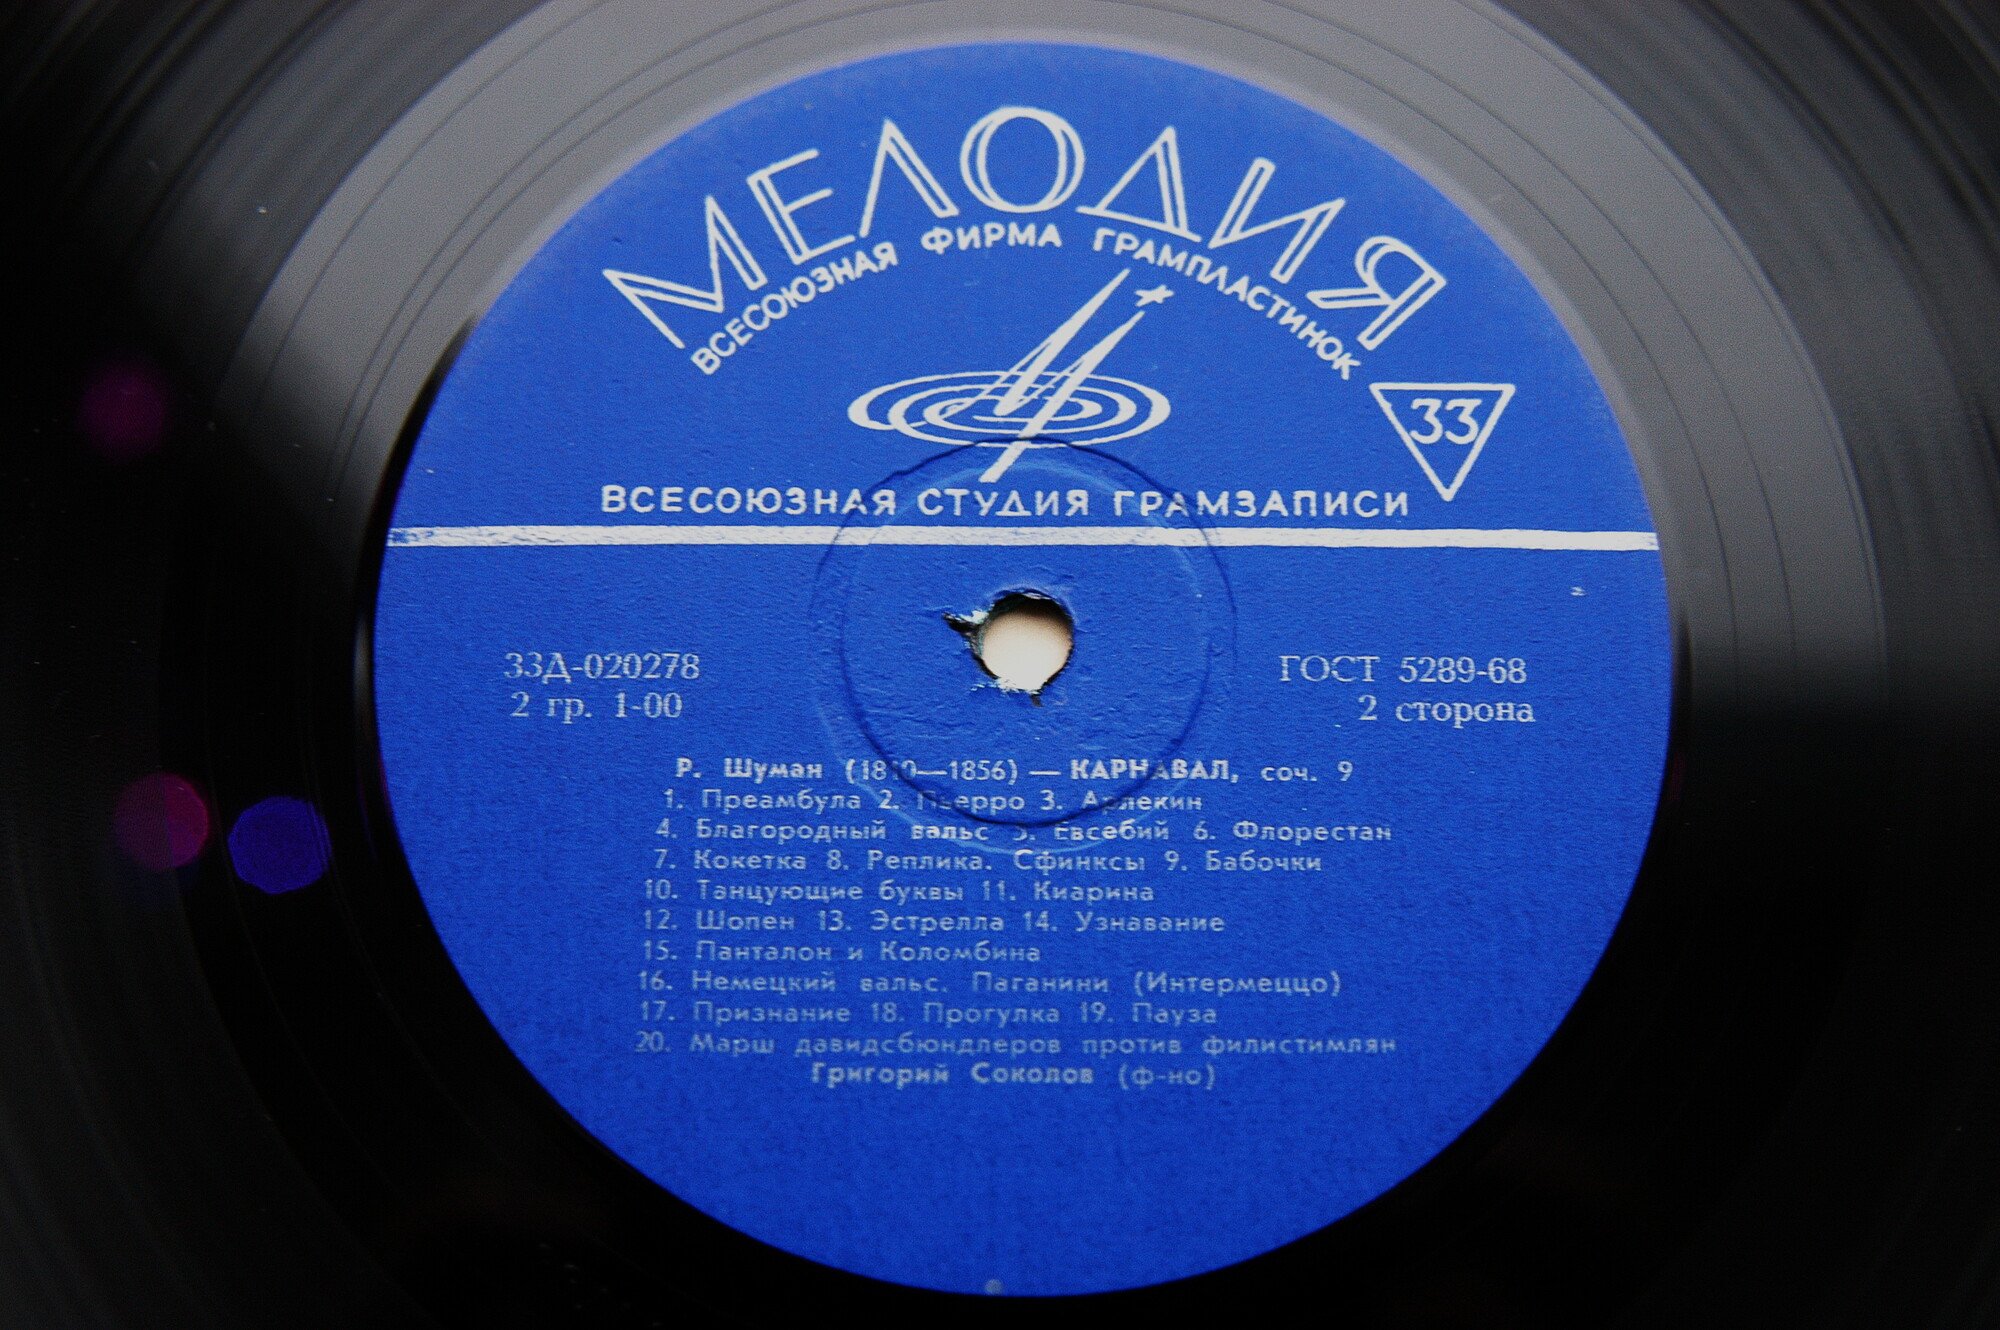 МЕЛОДИЯ
ВСЕСОЮЗНАЯ ФИРМА ГРАМПЛАСТИНОК
33
ВСЕСОЮЗНАЯ СТУДИЯ ГРАМЗАПИСИ
33Д-020278
2 гр. 1-00
ГОСТ 5289-68
2 сторона
Р. Шуман (1810—1856) — КАРНАВАЛ, соч. 9
1. Преамбула 2. Пьерро 3. Арлекин
4. Благородный вальс 5. Евсебий 6. Флорестан
7. Кокетка 8. Реплика. Сфинксы 9. Бабочки
10. Танцующие буквы 11. Киарина
12. Шопен 13. Эстрелла 14. Узнавание
15. Панталон и Коломбина
16. Немецкий вальс. Паганини (Интермеццо)
17. Признание 18. Прогулка 19. Пауза
20. Марш давидсбюндлеров против филистимлян
Григорий Соколов (ф-но)